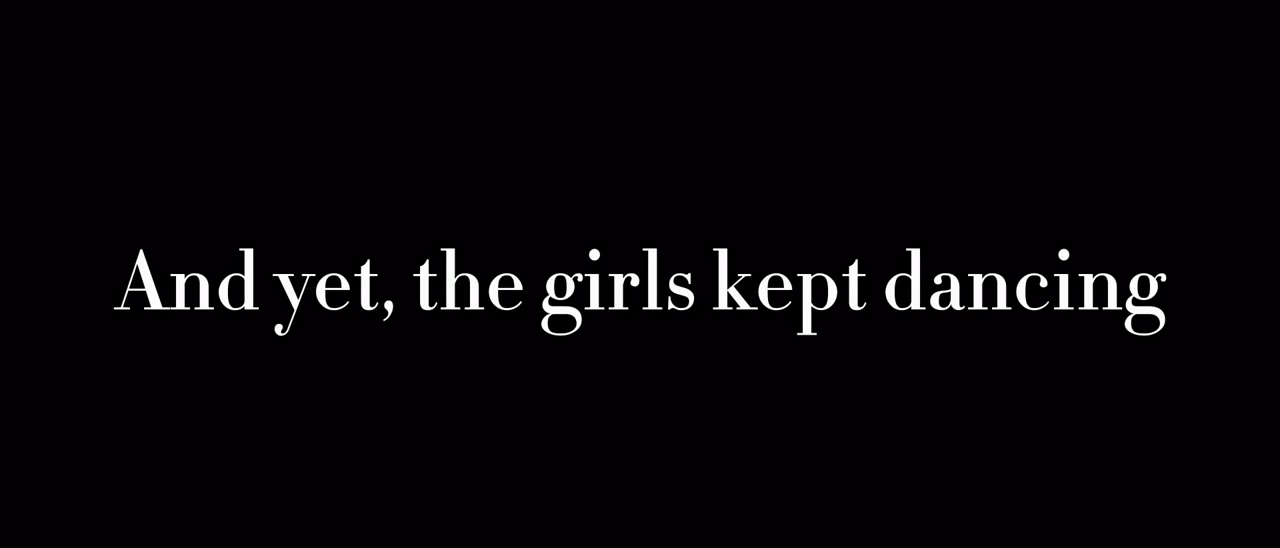 And yet, the girls kept dancing